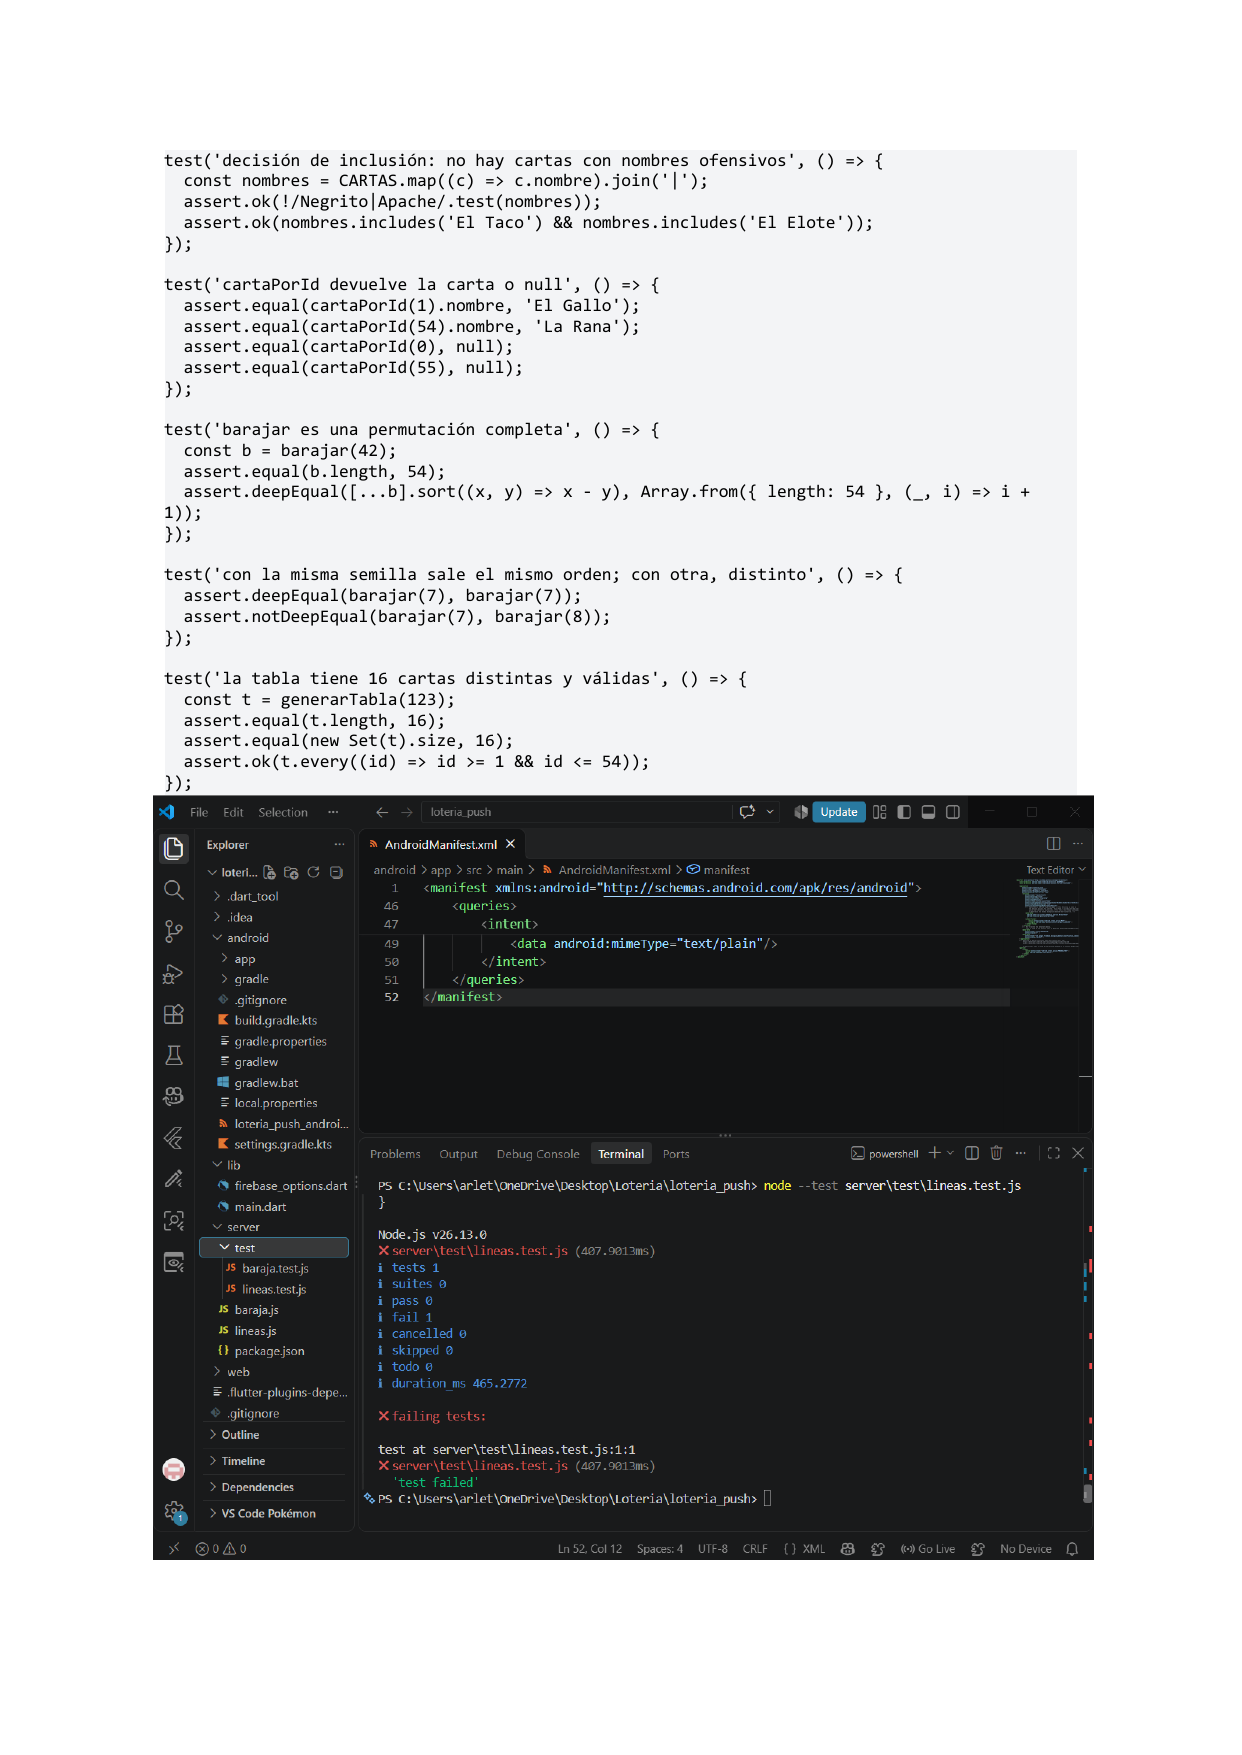 test('decisión de inclusión: no hay cartas con nombres ofensivos', () => {
  const nombres = CARTAS.map((c) => c.nombre).join('|');
  assert.ok(!/Negrito|Apache/.test(nombres));
  assert.ok(nombres.includes('El Taco') && nombres.includes('El Elote'));
});
test('cartaPorId devuelve la carta o null', () => {
  assert.equal(cartaPorId(1).nombre, 'El Gallo');
  assert.equal(cartaPorId(54).nombre, 'La Rana');
  assert.equal(cartaPorId(0), null);
  assert.equal(cartaPorId(55), null);
});
test('barajar es una permutación completa', () => {
  const b = barajar(42);
  assert.equal(b.length, 54);
  assert.deepEqual([...b].sort((x, y) => x - y), Array.from({ length: 54 }, (_, i) => i +
1));
});
test('con la misma semilla sale el mismo orden; con otra, distinto', () => {
  assert.deepEqual(barajar(7), barajar(7));
  assert.notDeepEqual(barajar(7), barajar(8));
});
test('la tabla tiene 16 cartas distintas y válidas', () => {
  const t = generarTabla(123);
  assert.equal(t.length, 16);
  assert.equal(new Set(t).size, 16);
  assert.ok(t.every((id) => id >= 1 && id <= 54));
});
File Edit Selection ··· loteria_push Update
Explorer ···
loteri...
.dart_tool
.idea
android
app
gradle
.gitignore
build.gradle.kts
gradle.properties
gradlew
gradlew.bat
local.properties
loteria_push_androi...
settings.gradle.kts
lib
firebase_options.dart
main.dart
server
test
JS baraja.test.js
JS lineas.test.js
JS baraja.js
JS lineas.js
{} package.json
web
.flutter-plugins-depe...
.gitignore
Outline
Timeline
Dependencies
VS Code Pokémon
1
AndroidManifest.xml
android > app > src > main > AndroidManifest.xml > manifest
Text Editor
1 <manifest xmlns:android="http://schemas.android.com/apk/res/android">
46 <queries>
47 <intent>
49 <data android:mimeType="text/plain"/>
50 </intent>
51 </queries>
52 </manifest>
Problems Output Debug Console Terminal Ports powershell
PS C:\Users\arlet\OneDrive\Desktop\Loteria\loteria_push> node --test server\test\lineas.test.js
}
Node.js v26.13.0
✕ server\test\lineas.test.js (407.9013ms)
i tests 1
i suites 0
i pass 0
i fail 1
i cancelled 0
i skipped 0
i todo 0
i duration_ms 465.2772
✕ failing tests:
test at server\test\lineas.test.js:1:1
✕ server\test\lineas.test.js (407.9013ms)
'test failed'
PS C:\Users\arlet\OneDrive\Desktop\Loteria\loteria_push>
0 0 Ln 52, Col 12 Spaces: 4 UTF-8 CRLF {} XML Go Live No Device